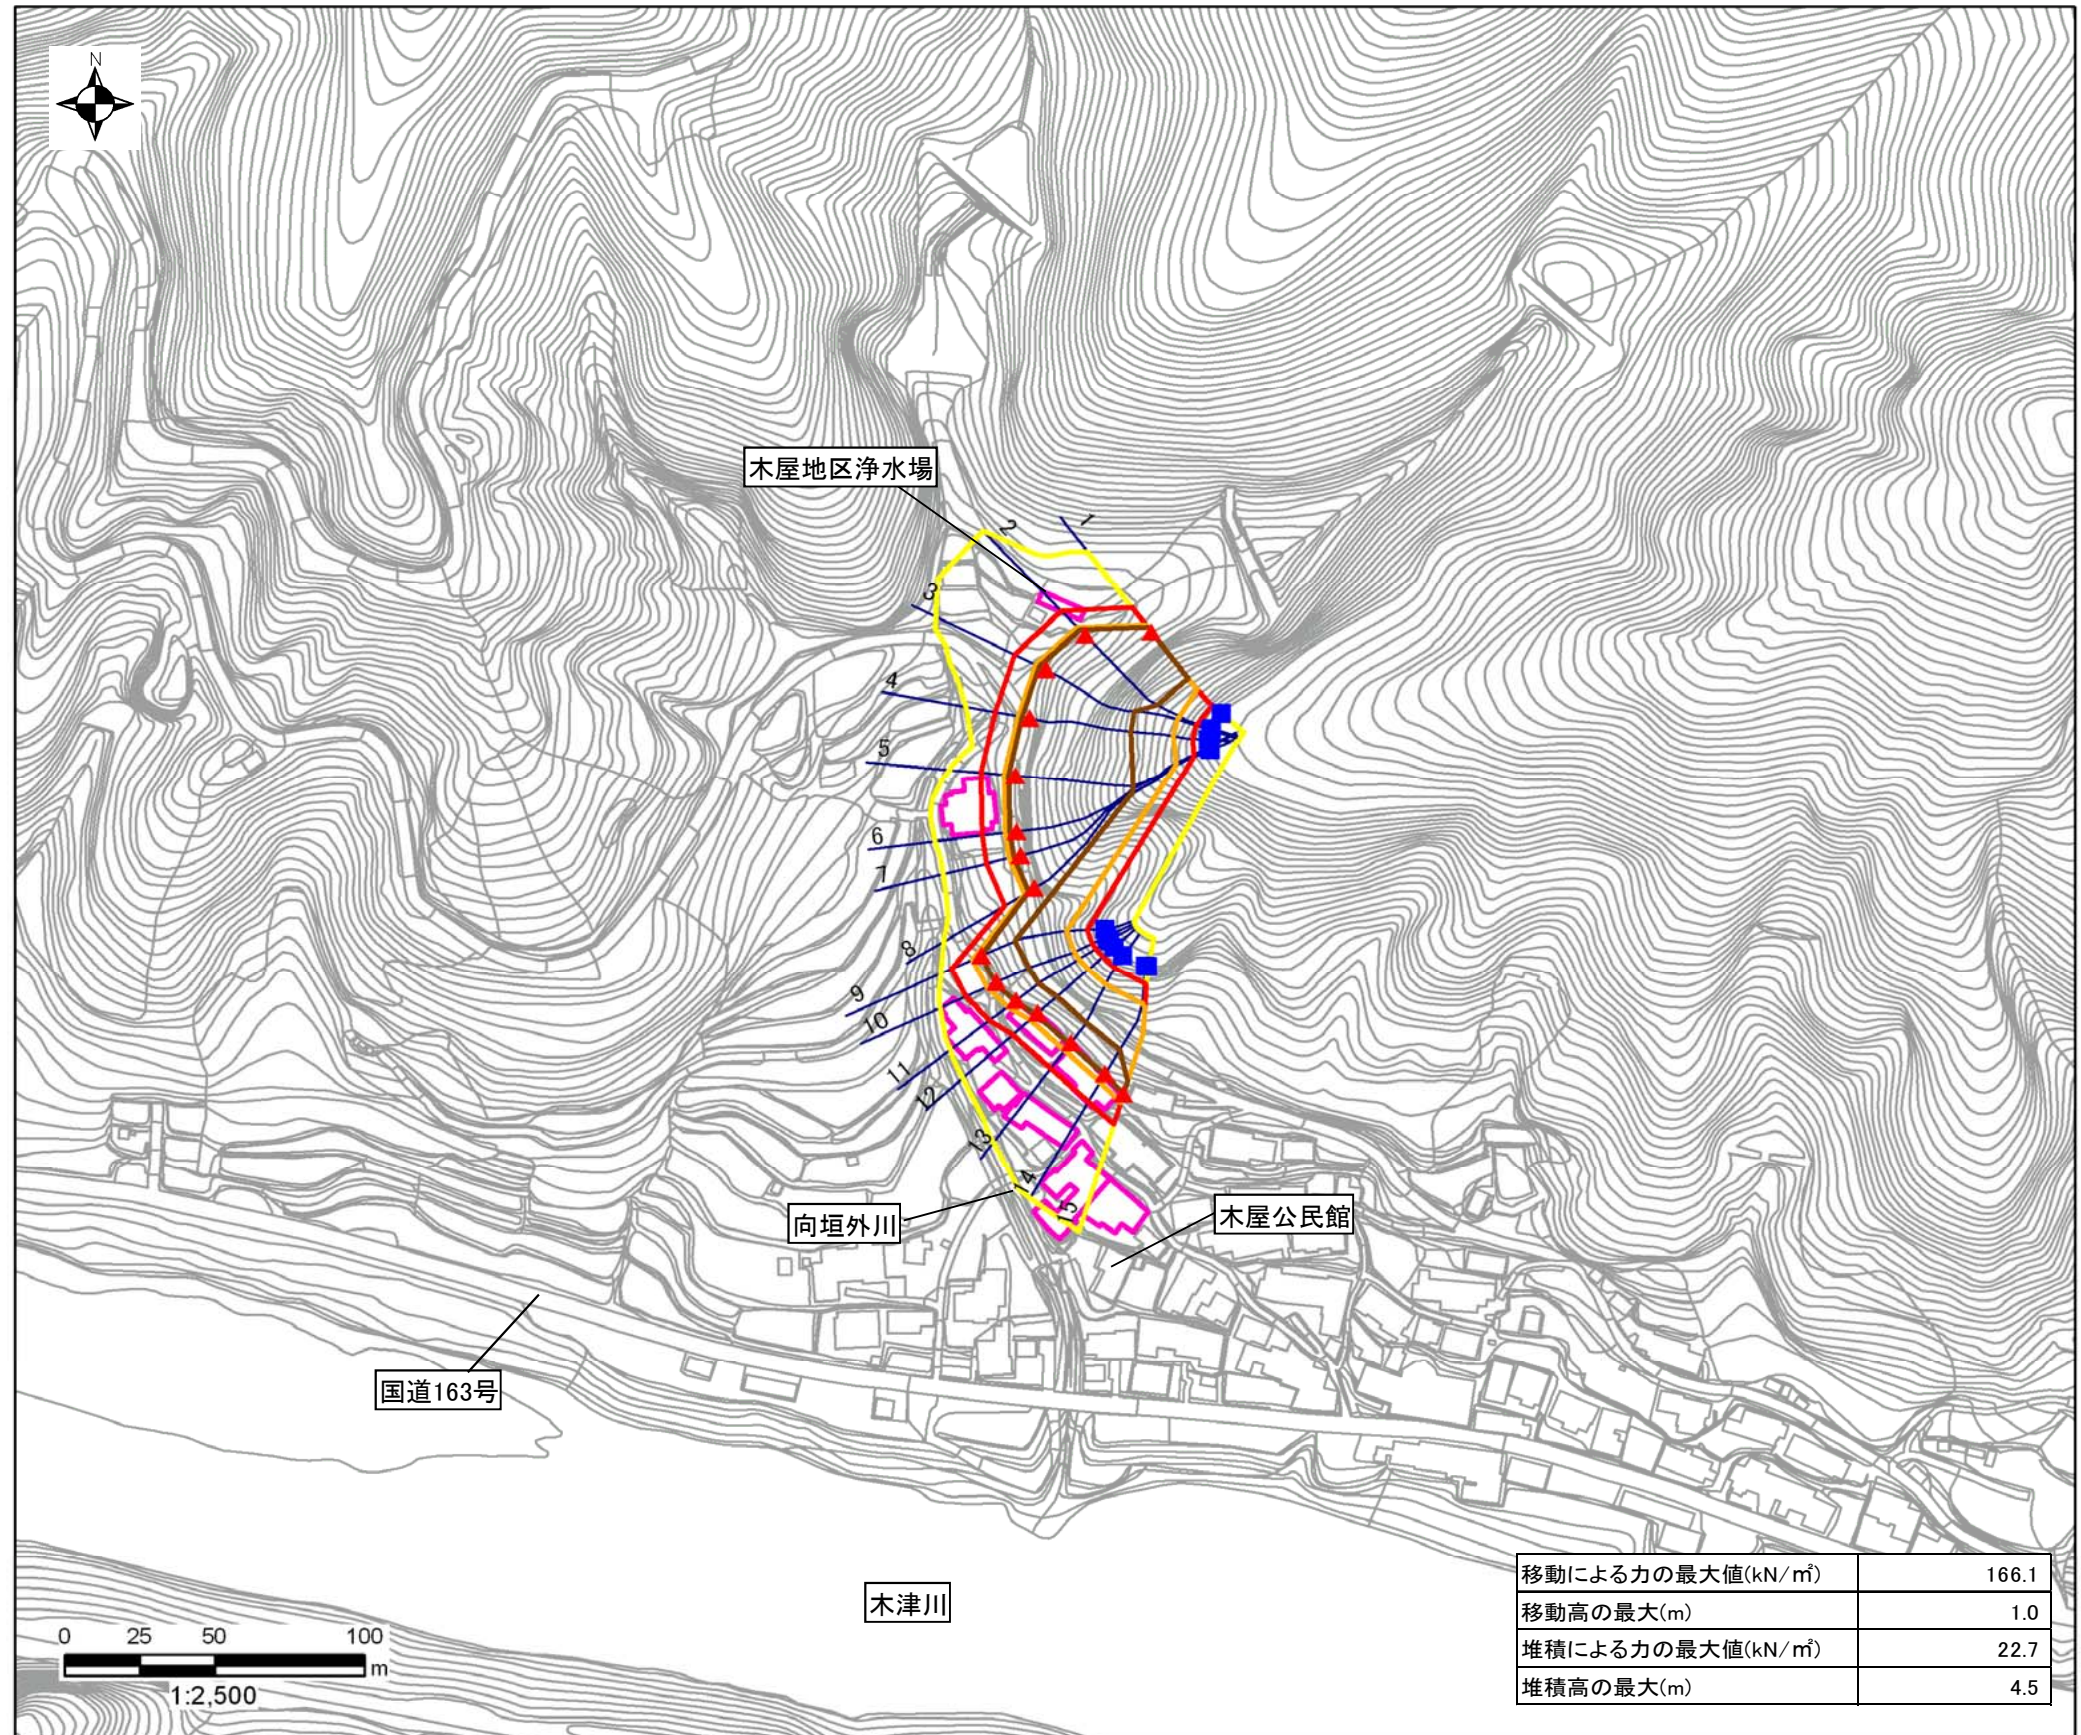 N
木屋地区浄水場
1
2
3
4
5
6
7
8
9
10
11
12
13
14
15
向垣外川
木屋公民館
国道163号
木津川
0 25 50 100
m
1:2,500
移動による力の最大値(kN/㎡) 166.1
移動高の最大(m) 1.0
堆積による力の最大値(kN/㎡) 22.7
堆積高の最大(m) 4.5